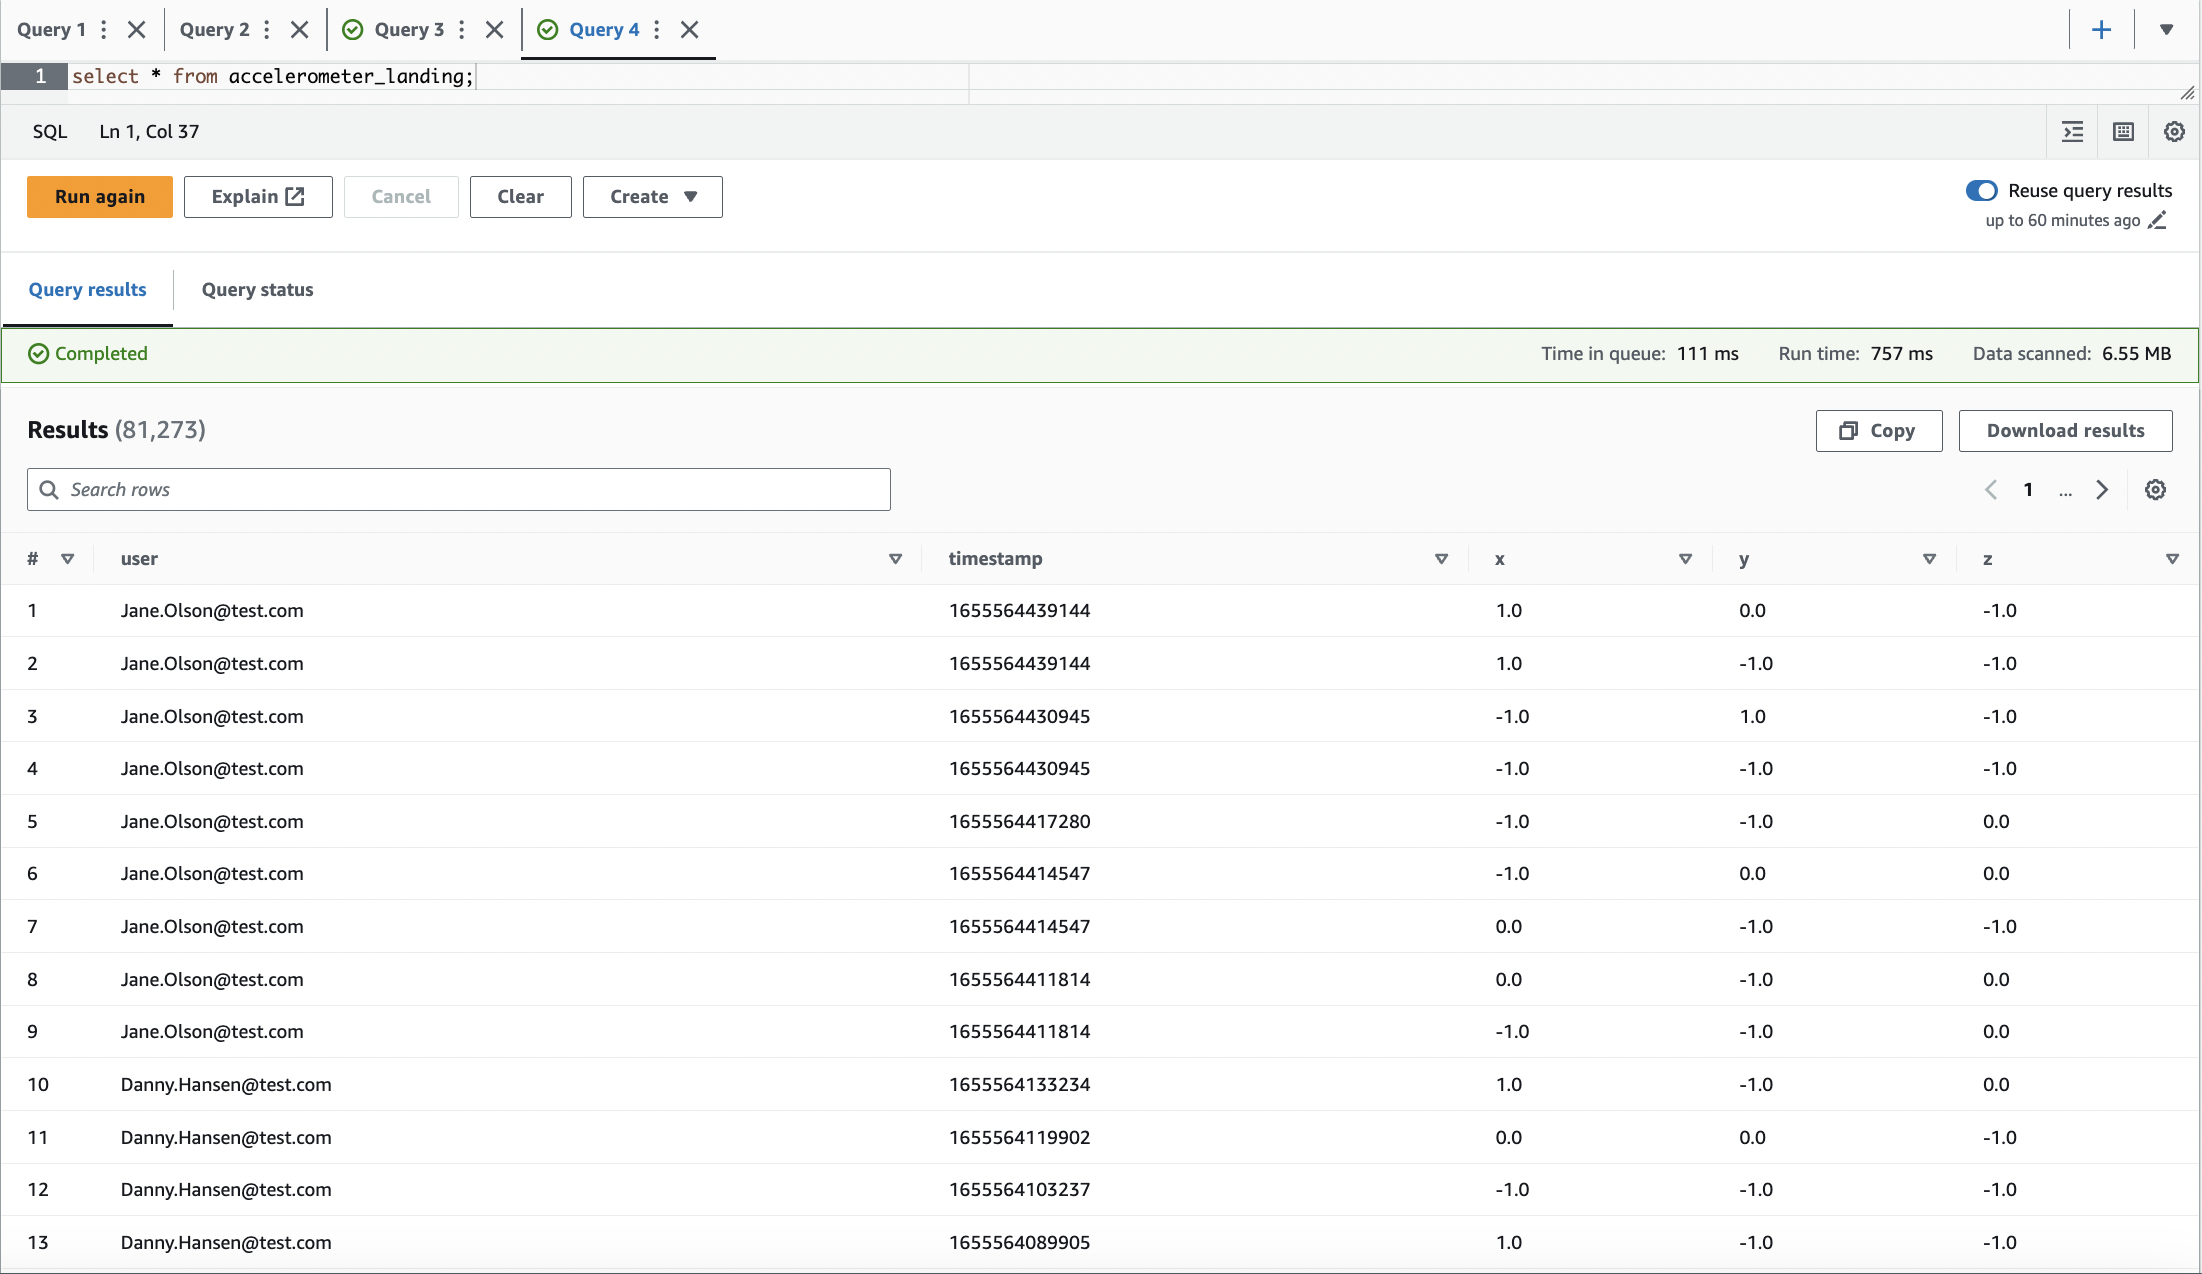 Query 1 Query 2 Query 3 Query 4
1 select * from accelerometer_landing;
SQL Ln 1, Col 37
Run again Explain Cancel Clear Create Reuse query results
up to 60 minutes ago
Query results Query status
Completed Time in queue: 111 ms Run time: 757 ms Data scanned: 6.55 MB
Results (81,273) Copy Download results
Search rows 1 ...
# user timestamp x y z
1 Jane.Olson@test.com 1655564439144 1.0 0.0 -1.0
2 Jane.Olson@test.com 1655564439144 1.0 -1.0 -1.0
3 Jane.Olson@test.com 1655564430945 -1.0 1.0 -1.0
4 Jane.Olson@test.com 1655564430945 -1.0 -1.0 -1.0
5 Jane.Olson@test.com 1655564417280 -1.0 -1.0 0.0
6 Jane.Olson@test.com 1655564414547 -1.0 0.0 0.0
7 Jane.Olson@test.com 1655564414547 0.0 -1.0 -1.0
8 Jane.Olson@test.com 1655564411814 0.0 -1.0 0.0
9 Jane.Olson@test.com 1655564411814 -1.0 -1.0 0.0
10 Danny.Hansen@test.com 1655564133234 1.0 -1.0 0.0
11 Danny.Hansen@test.com 1655564119902 0.0 0.0 -1.0
12 Danny.Hansen@test.com 1655564103237 -1.0 -1.0 -1.0
13 Danny.Hansen@test.com 1655564089905 1.0 -1.0 -1.0